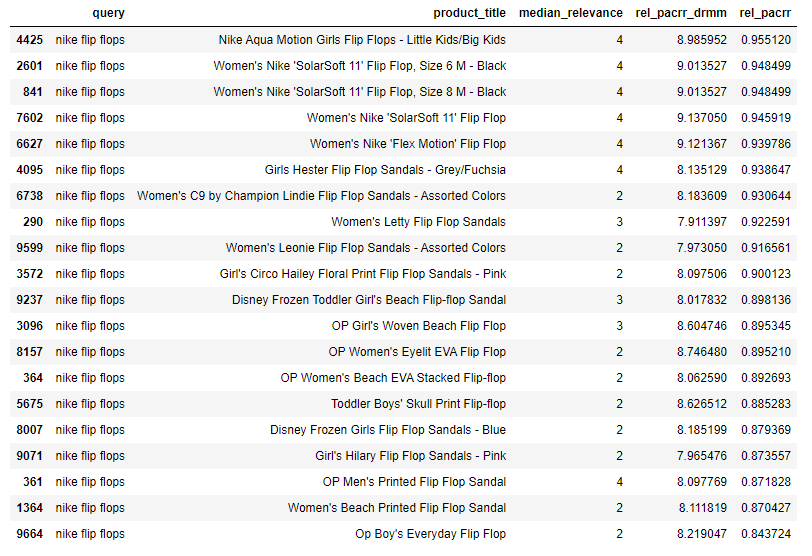 query product_title median_relevance rel_pacrr_drmm rel_pacrr
4425 nike flip flops Nike Aqua Motion Girls Flip Flops - Little Kids/Big Kids 4 8.985952 0.955120
2601 nike flip flops Women's Nike 'SolarSoft 11' Flip Flop, Size 6 M - Black 4 9.013527 0.948499
841 nike flip flops Women's Nike 'SolarSoft 11' Flip Flop, Size 8 M - Black 4 9.013527 0.948499
7602 nike flip flops Women's Nike 'SolarSoft 11' Flip Flop 4 9.137050 0.945919
6627 nike flip flops Women's Nike 'Flex Motion' Flip Flop 4 9.121367 0.939786
4095 nike flip flops Girls Hester Flip Flop Sandals - Grey/Fuchsia 4 8.135129 0.938647
6738 nike flip flops Women's C9 by Champion Lindie Flip Flop Sandals - Assorted Colors 2 8.183609 0.930644
290 nike flip flops Women's Letty Flip Flop Sandals 3 7.911397 0.922591
9599 nike flip flops Women's Leonie Flip Flop Sandals - Assorted Colors 2 7.973050 0.916561
3572 nike flip flops Girl's Circo Hailey Floral Print Flip Flop Sandals - Pink 2 8.097506 0.900123
9237 nike flip flops Disney Frozen Toddler Girl's Beach Flip-flop Sandal 3 8.017832 0.898136
3096 nike flip flops OP Girl's Woven Beach Flip Flop 3 8.604746 0.895345
8157 nike flip flops OP Women's Eyelit EVA Flip Flop 2 8.746480 0.895210
364 nike flip flops OP Women's Beach EVA Stacked Flip-flop 2 8.062590 0.892693
5675 nike flip flops Toddler Boys' Skull Print Flip-flop 2 8.626512 0.885283
8007 nike flip flops Disney Frozen Girls Flip Flop Sandals - Blue 2 8.185199 0.879369
9071 nike flip flops Girl's Hilary Flip Flop Sandals - Pink 2 7.965476 0.873557
361 nike flip flops OP Men's Printed Flip Flop Sandal 4 8.097769 0.871828
1364 nike flip flops Women's Beach Printed Flip Flop Sandal 2 8.111819 0.870427
9664 nike flip flops Op Boy's Everyday Flip Flop 2 8.219047 0.843724